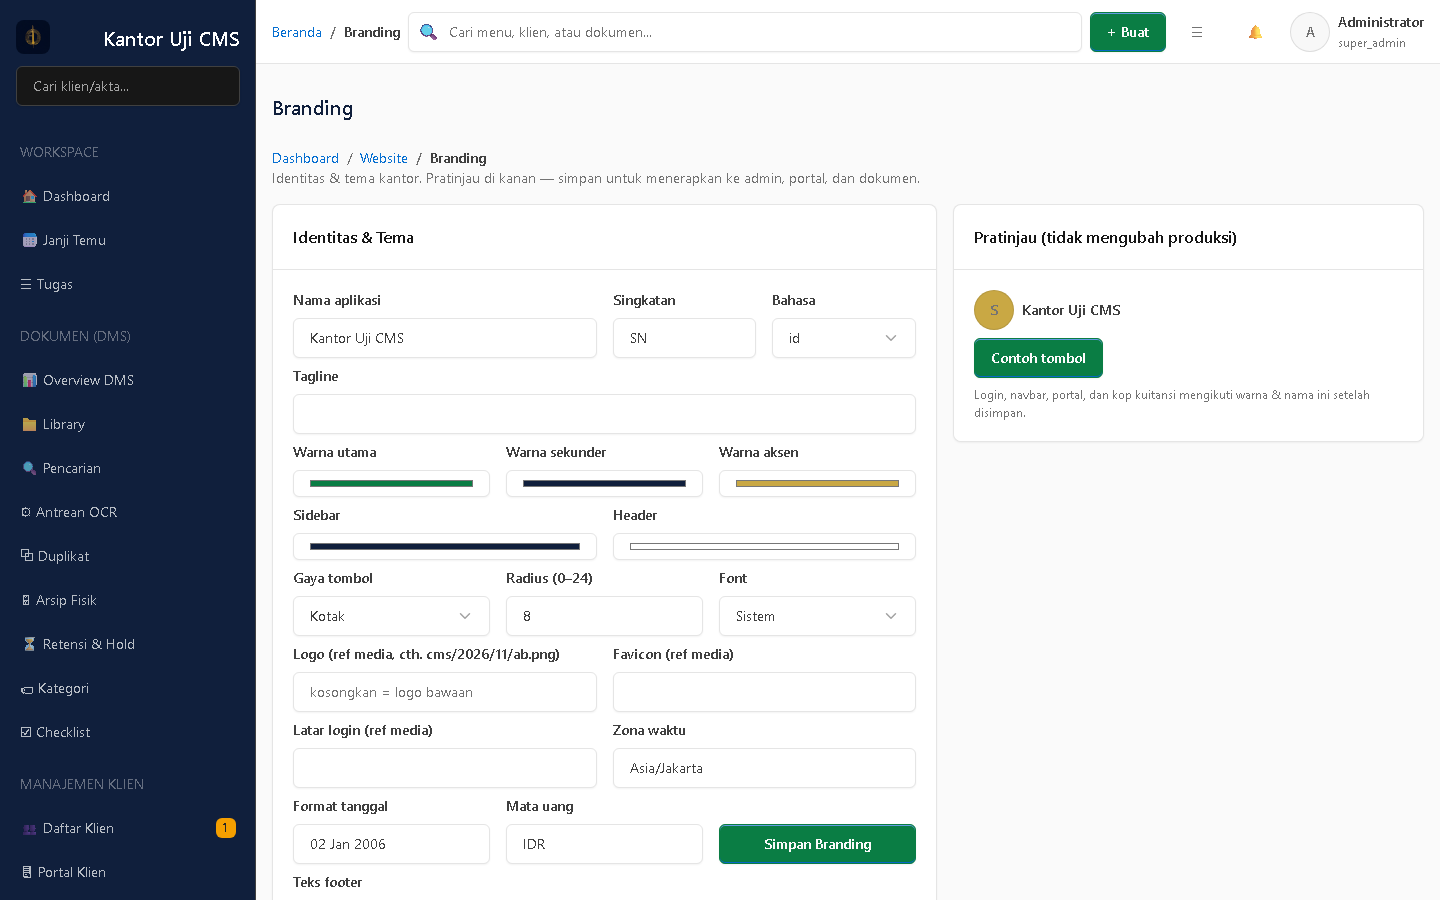 Kantor Uji CMS
Cari klien/akta...
WORKSPACE
Dashboard
Janji Temu
Tugas
DOKUMEN (DMS)
Overview DMS
Library
Pencarian
Antrean OCR
Duplikat
Arsip Fisik
Retensi & Hold
Kategori
Checklist
MANAJEMEN KLIEN
Daftar Klien 1
Portal Klien
Beranda / Branding
Cari menu, klien, atau dokumen...
+ Buat
A
Administrator
super_admin
Branding
Dashboard / Website / Branding
Identitas & tema kantor. Pratinjau di kanan — simpan untuk menerapkan ke admin, portal, dan dokumen.
Identitas & Tema
Nama aplikasi Singkatan Bahasa
Kantor Uji CMS SN id
Tagline
Warna utama Warna sekunder Warna aksen
Sidebar Header
Gaya tombol Radius (0–24) Font
Kotak 8 Sistem
Logo (ref media, cth. cms/2026/11/ab.png) Favicon (ref media)
kosongkan = logo bawaan
Latar login (ref media) Zona waktu
Asia/Jakarta
Format tanggal Mata uang
02 Jan 2006 IDR Simpan Branding
Teks footer
Pratinjau (tidak mengubah produksi)
S Kantor Uji CMS
Contoh tombol
Login, navbar, portal, dan kop kuitansi mengikuti warna & nama ini setelah
disimpan.